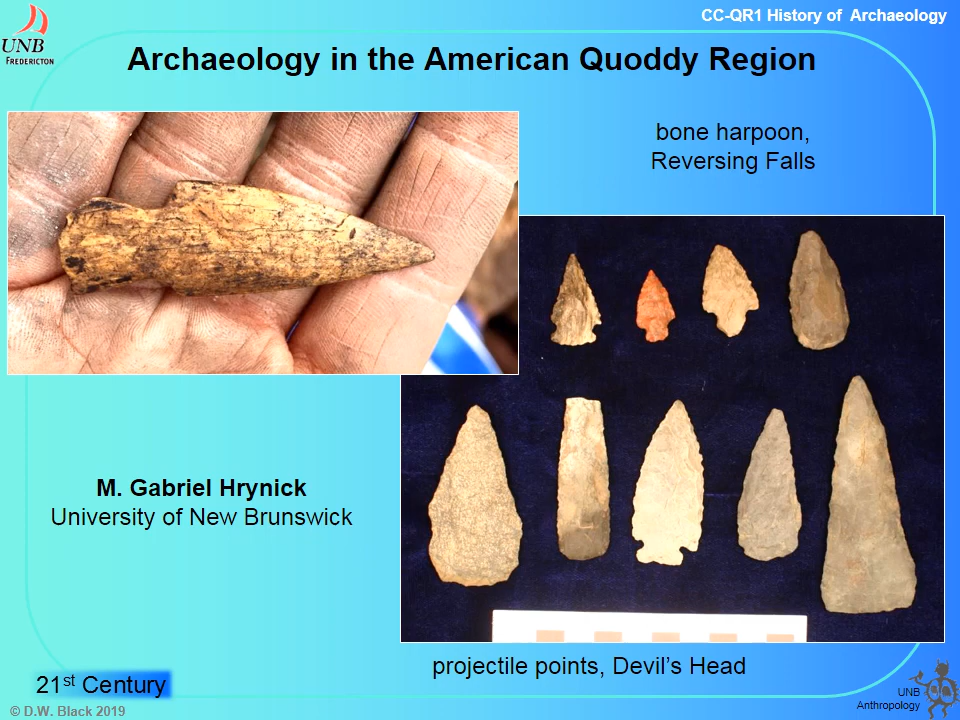 CC-QR1 History of Archaeology
UNB
FREDERICTON
Archaeology in the American Quoddy Region
bone harpoon,
Reversing Falls
M. Gabriel Hrynick
University of New Brunswick
projectile points, Devil’s Head
21st Century
© D.W. Black 2019
UNB
Anthropology